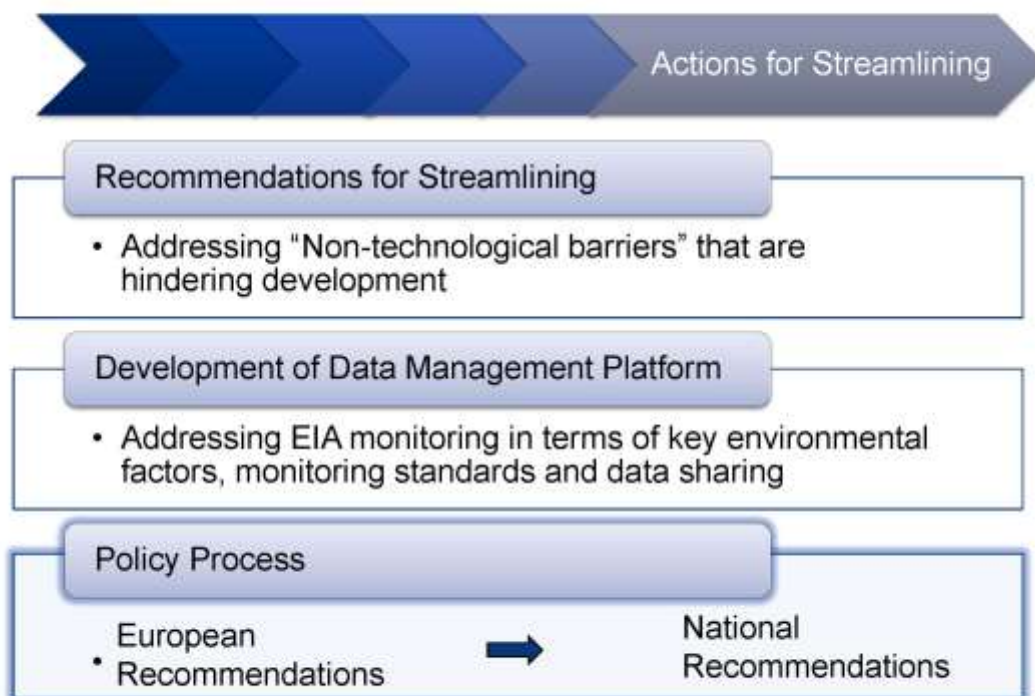 Actions for Streamlining
Recommendations for Streamlining
• Addressing “Non-technological barriers” that are
hindering development
Development of Data Management Platform
• Addressing EIA monitoring in terms of key environmental
factors, monitoring standards and data sharing
Policy Process
• European
Recommendations
National
Recommendations